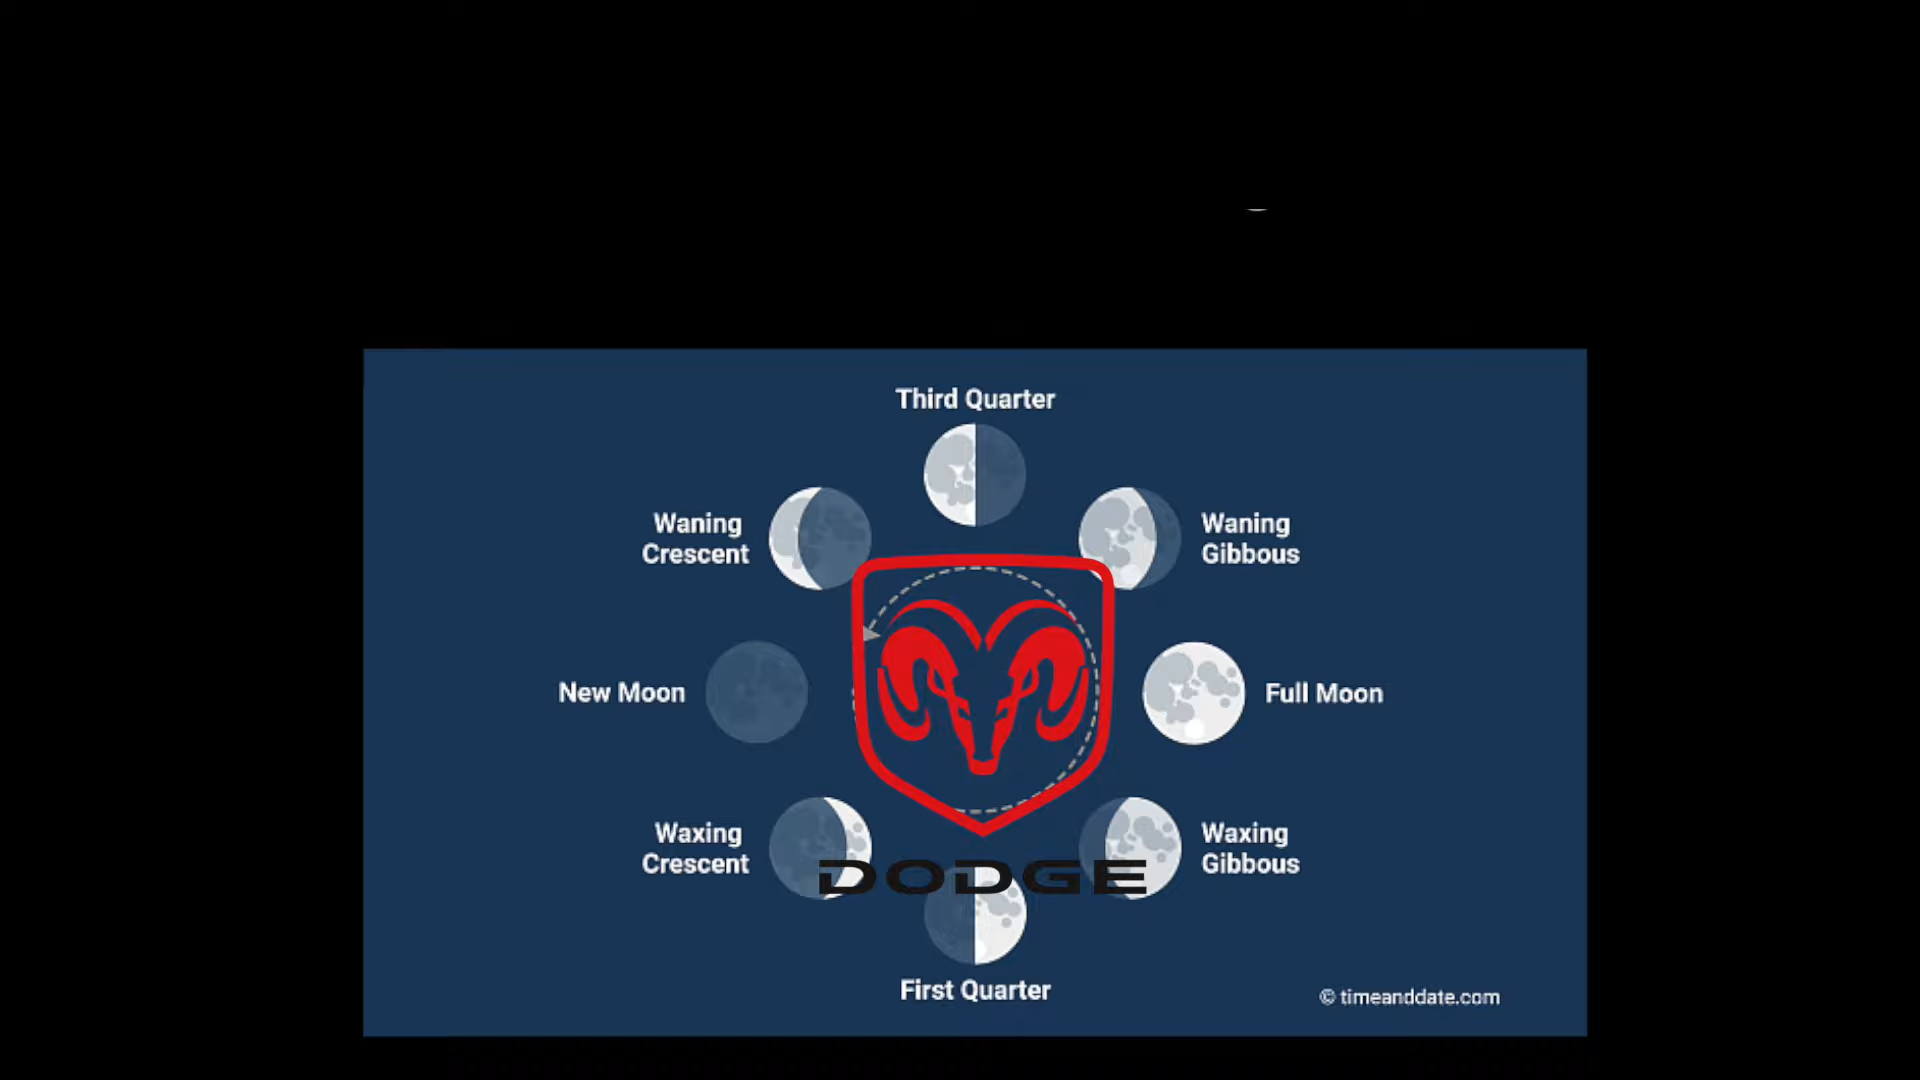 Third Quarter
Waning
Crescent
Waning
Gibbous
New Moon
Full Moon
Waxing
Crescent
Waxing
Gibbous
DODGE
First Quarter
© timeanddate.com